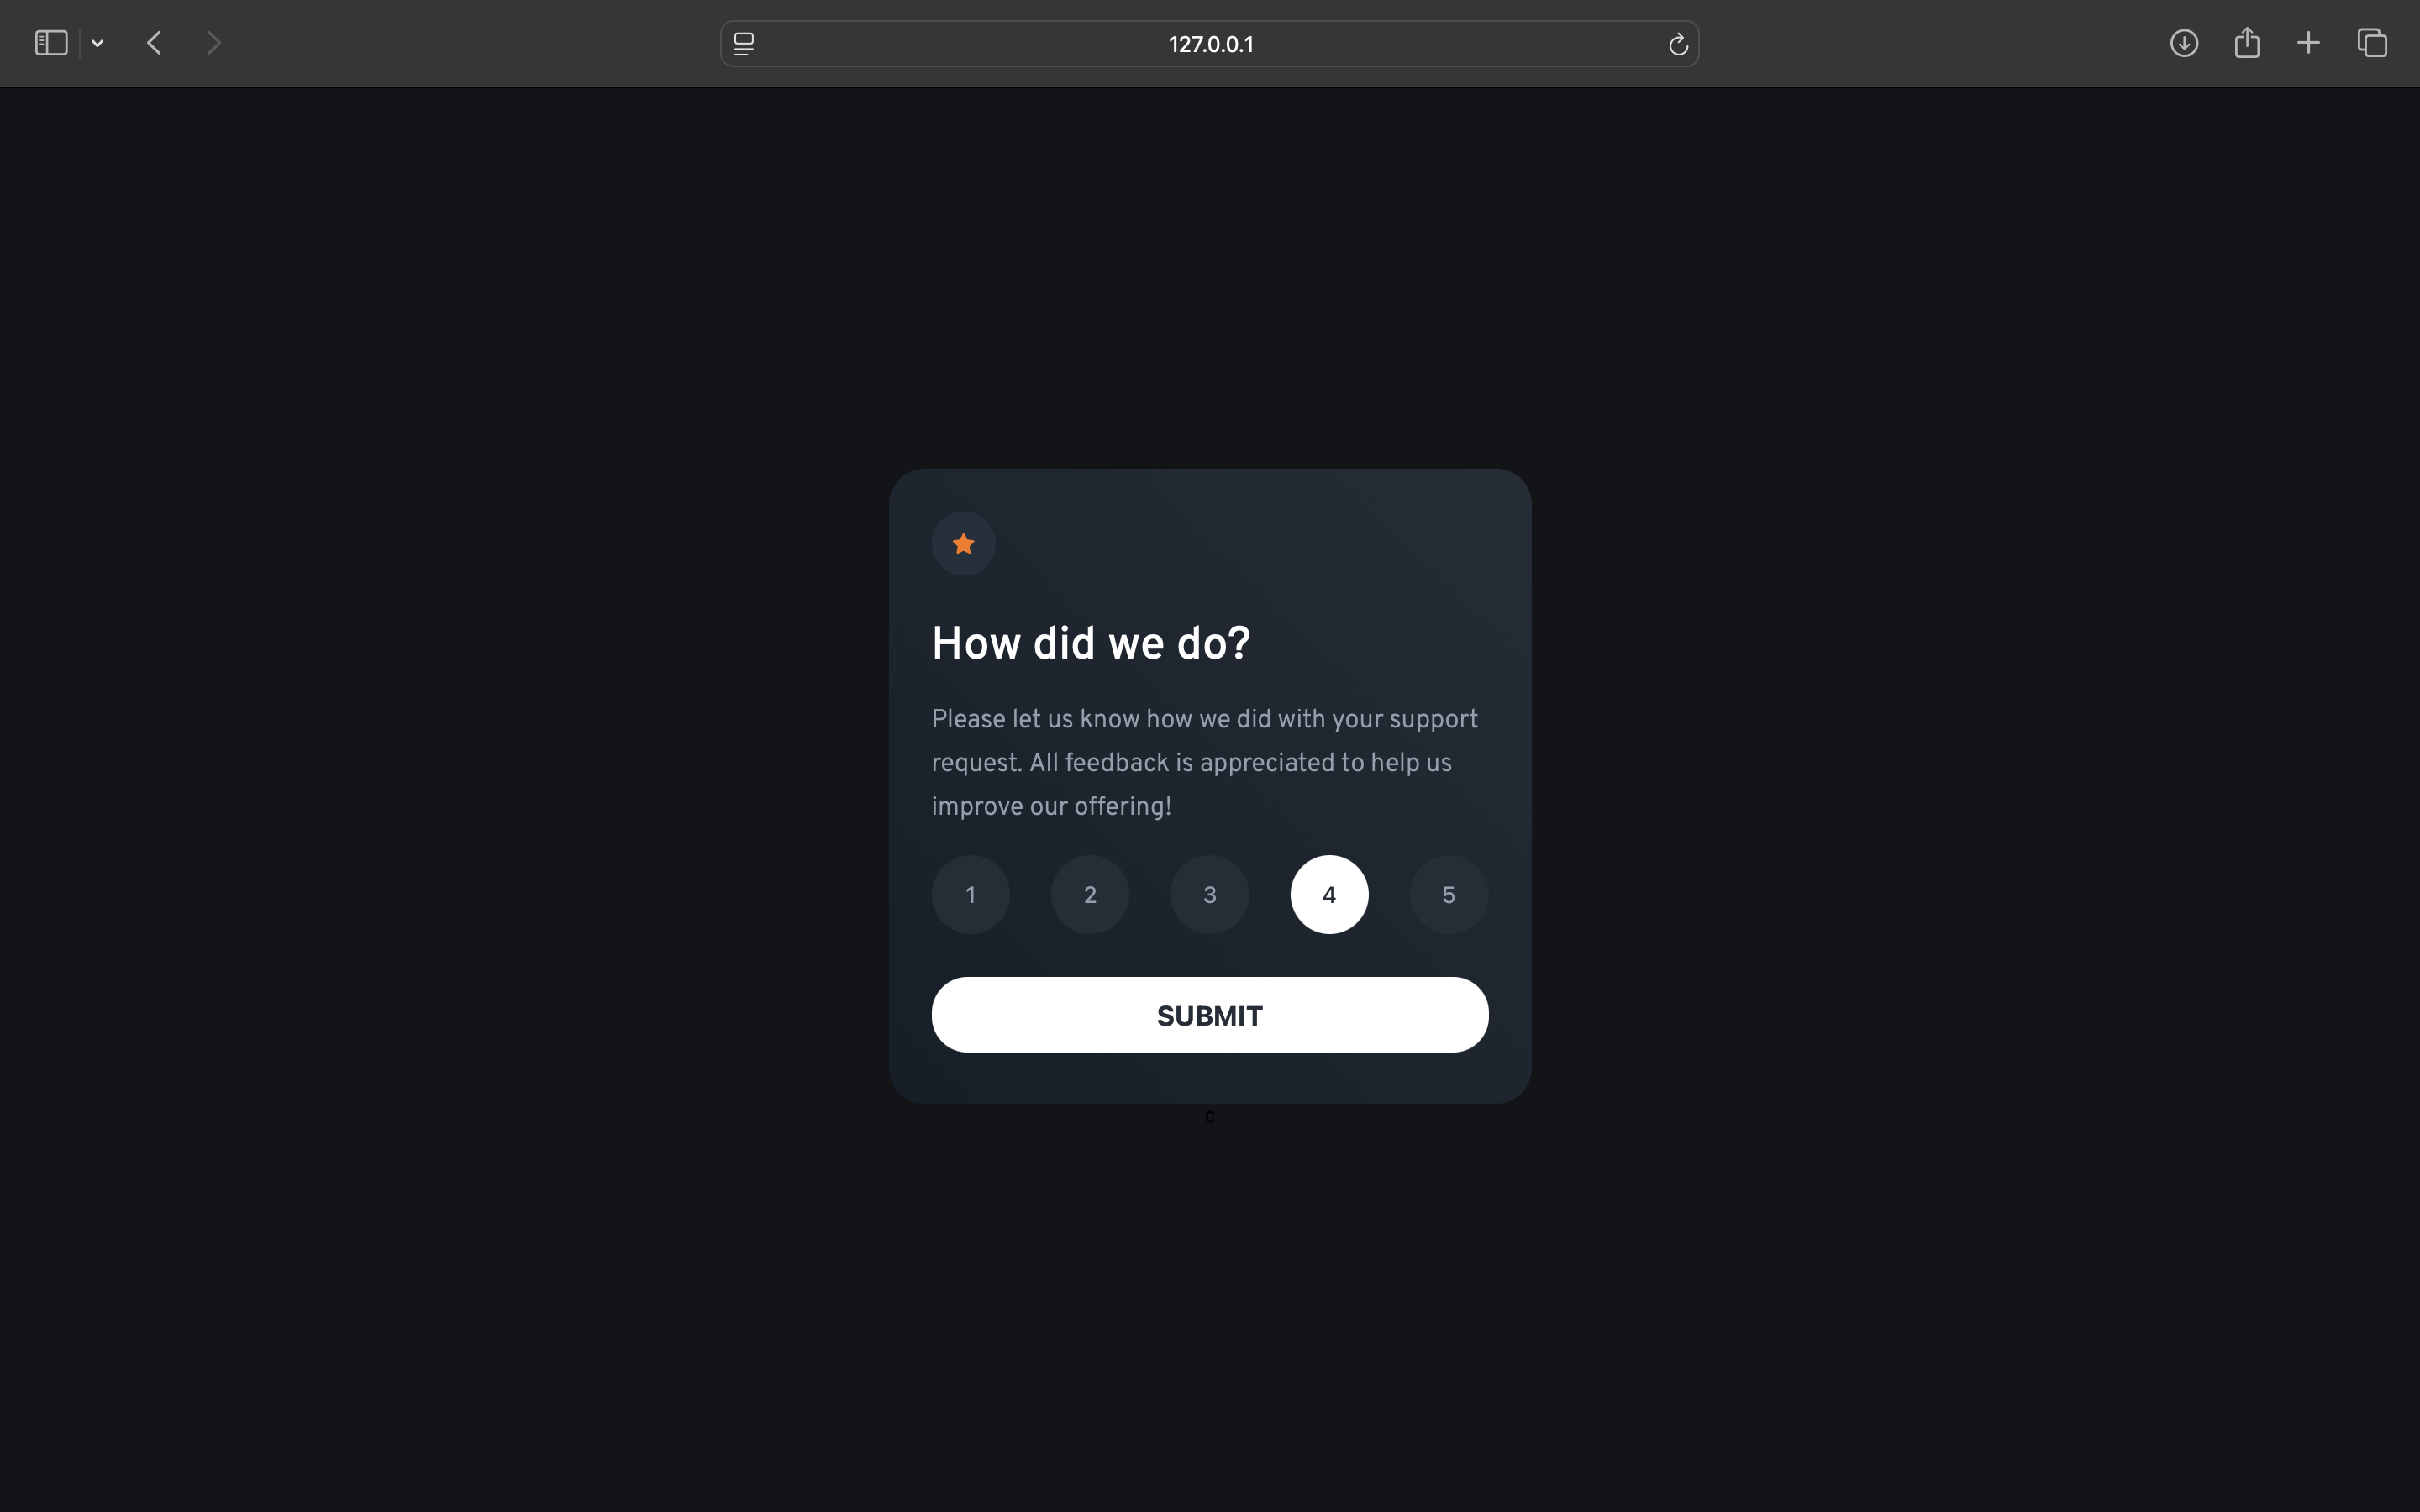 127.0.0.1
How did we do?
Please let us know how we did with your support
request. All feedback is appreciated to help us
improve our offering!
1 2 3 4 5
SUBMIT
c